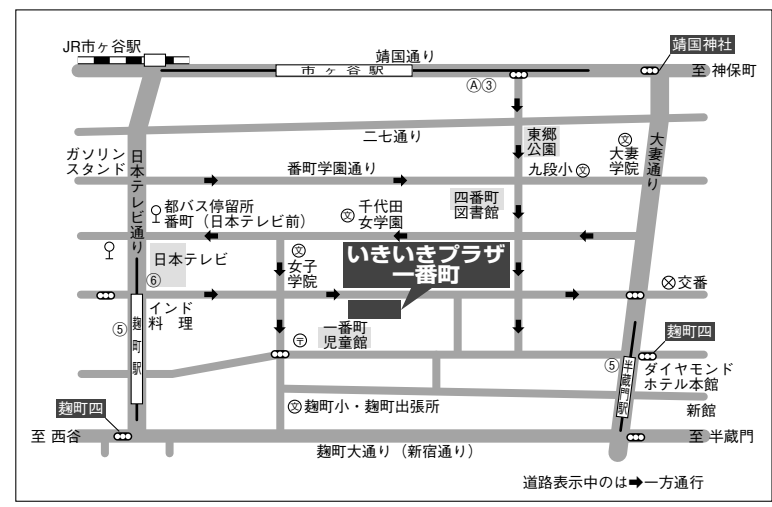 JR市ヶ谷駅
靖国通り
靖国神社
市ヶ谷駅
至 神保町
Ⓐ③
二七通り
東郷
公園
ガソリン
スタンド
日本テレビ通り
番町学園通り
九段小㊛
大妻
学院
大妻通り
都バス停留所
番町（日本テレビ前）
文
千代田
女学園
四番町
図書館
日本テレビ
⑥
文
女子
学院
いきいきプラザ
一番町
交番
⑤
麹町駅
インド
料 理
〒
一番町
児童館
麹町四
⑤
半蔵門駅
ダイヤモンド
ホテル本館
新館
麹町四
文麹町小・麹町出張所
至 西谷
至 半蔵門
麹町大通り（新宿通り）
道路表示中のは➡一方通行